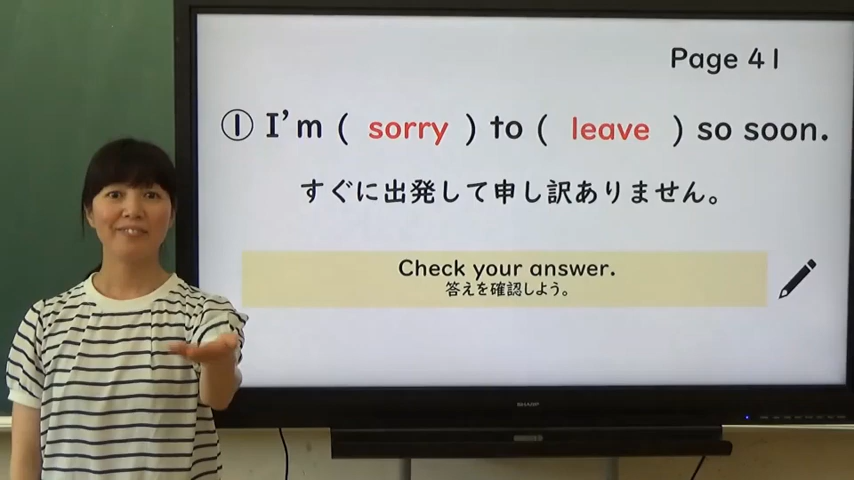 Page 41
① I'm ( sorry ) to ( leave ) so soon.
すぐに出発して申し訳ありません。
Check your answer.
答えを確認しよう。
SHARP